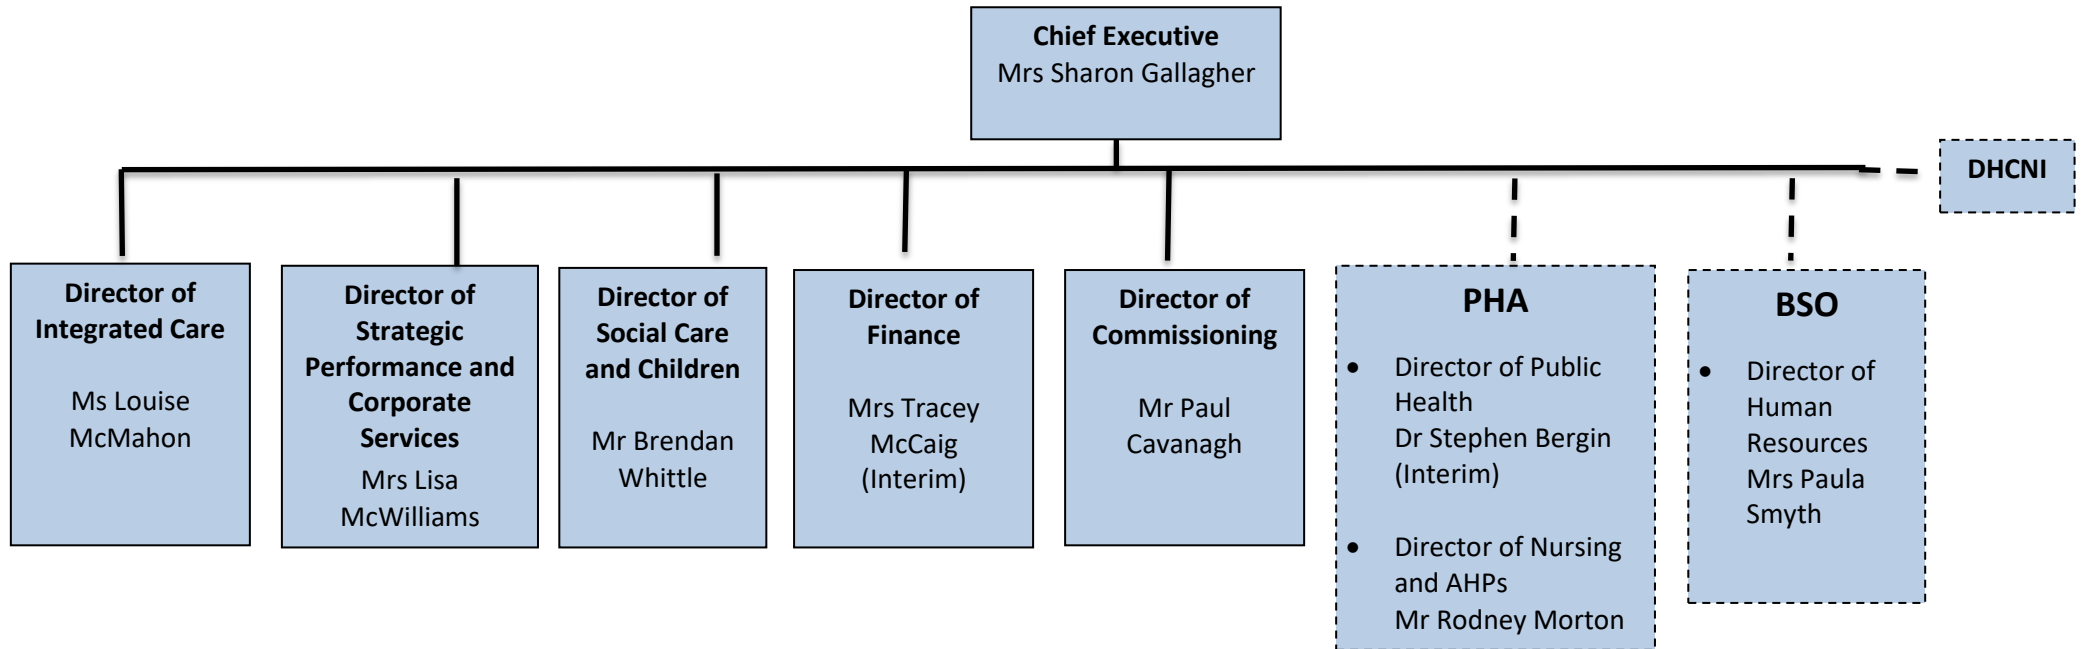 Chief Executive
Mrs Sharon Gallagher
DHCNI
Director of
Integrated Care
Ms Louise
McMahon
Director of
Strategic
Performance and
Corporate
Services
Mrs Lisa
McWilliams
Director of
Social Care
and Children
Mr Brendan
Whittle
Director of
Finance
Mrs Tracey
McCaig
(Interim)
Director of
Commissioning
Mr Paul
Cavanagh
PHA
• Director of Public
Health
Dr Stephen Bergin
(Interim)
• Director of Nursing
and AHPs
Mr Rodney Morton
BSO
• Director of
Human
Resources
Mrs Paula
Smyth